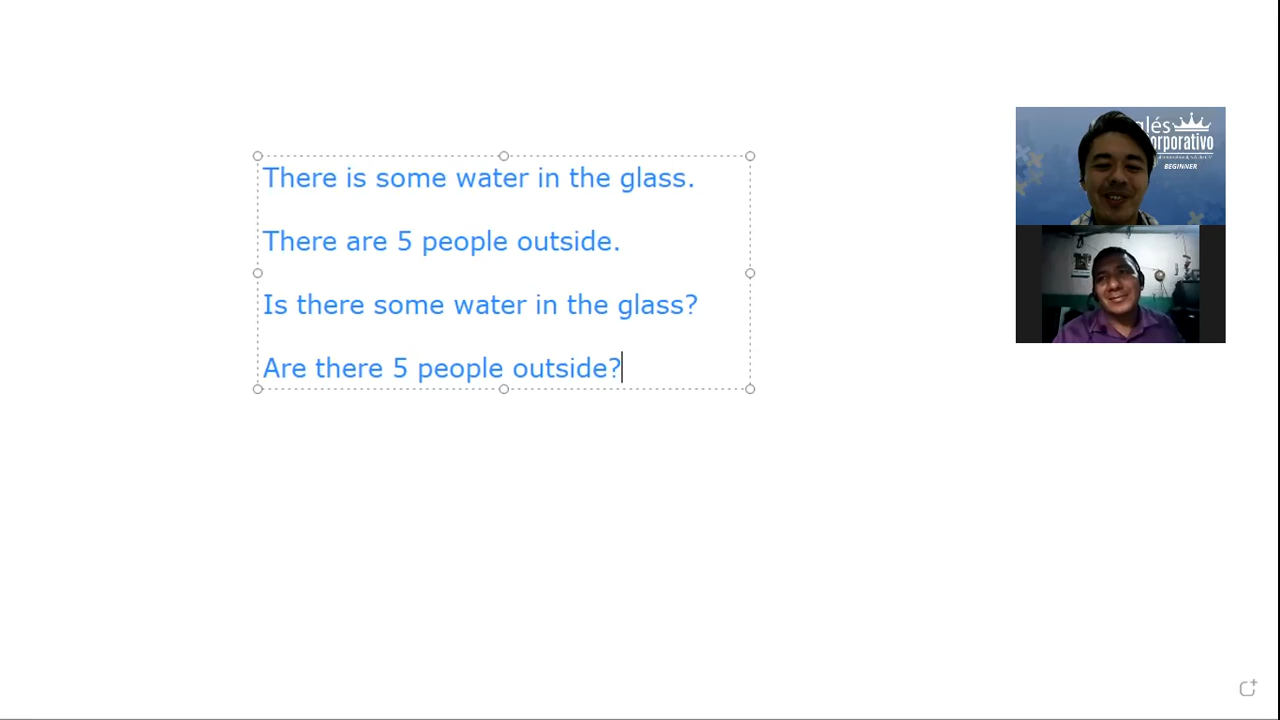 There is some water in the glass.
There are 5 people outside.
Is there some water in the glass?
Are there 5 people outside?
glés
orporativo
BEGINNER